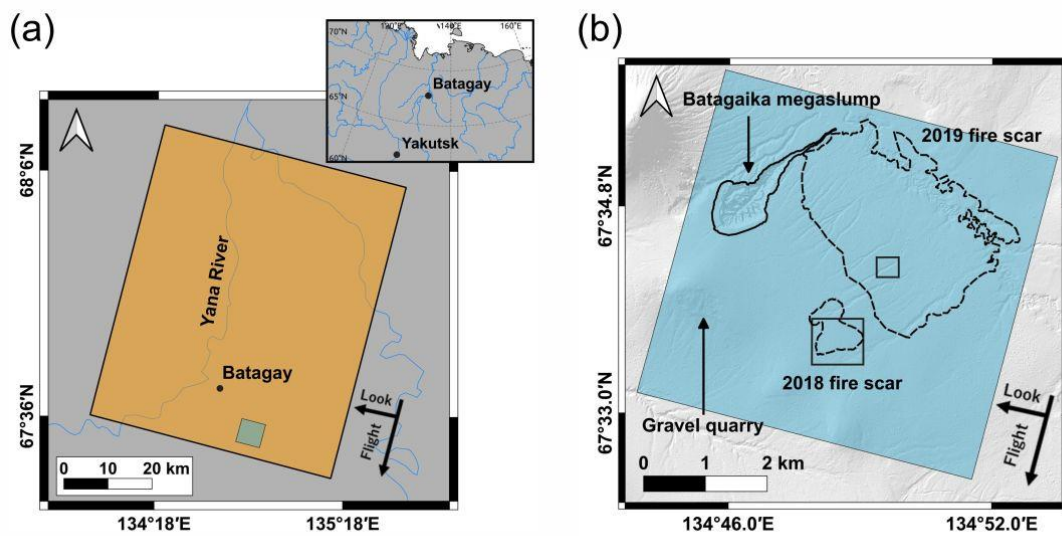 (a)
70°N
130°E
140°E
160°E
65°N
Batagay
60°N
Yakutsk
68°6′N
67°36′N
Yana River
Batagay
Look
Flight
0 10 20 km
134°18′E
135°18′E
(b)
Batagaika megaslump
2019 fire scar
67°34.8′N
67°33.0′N
2018 fire scar
Gravel quarry
Look
Flight
0 1 2 km
134°46.0′E
134°52.0′E